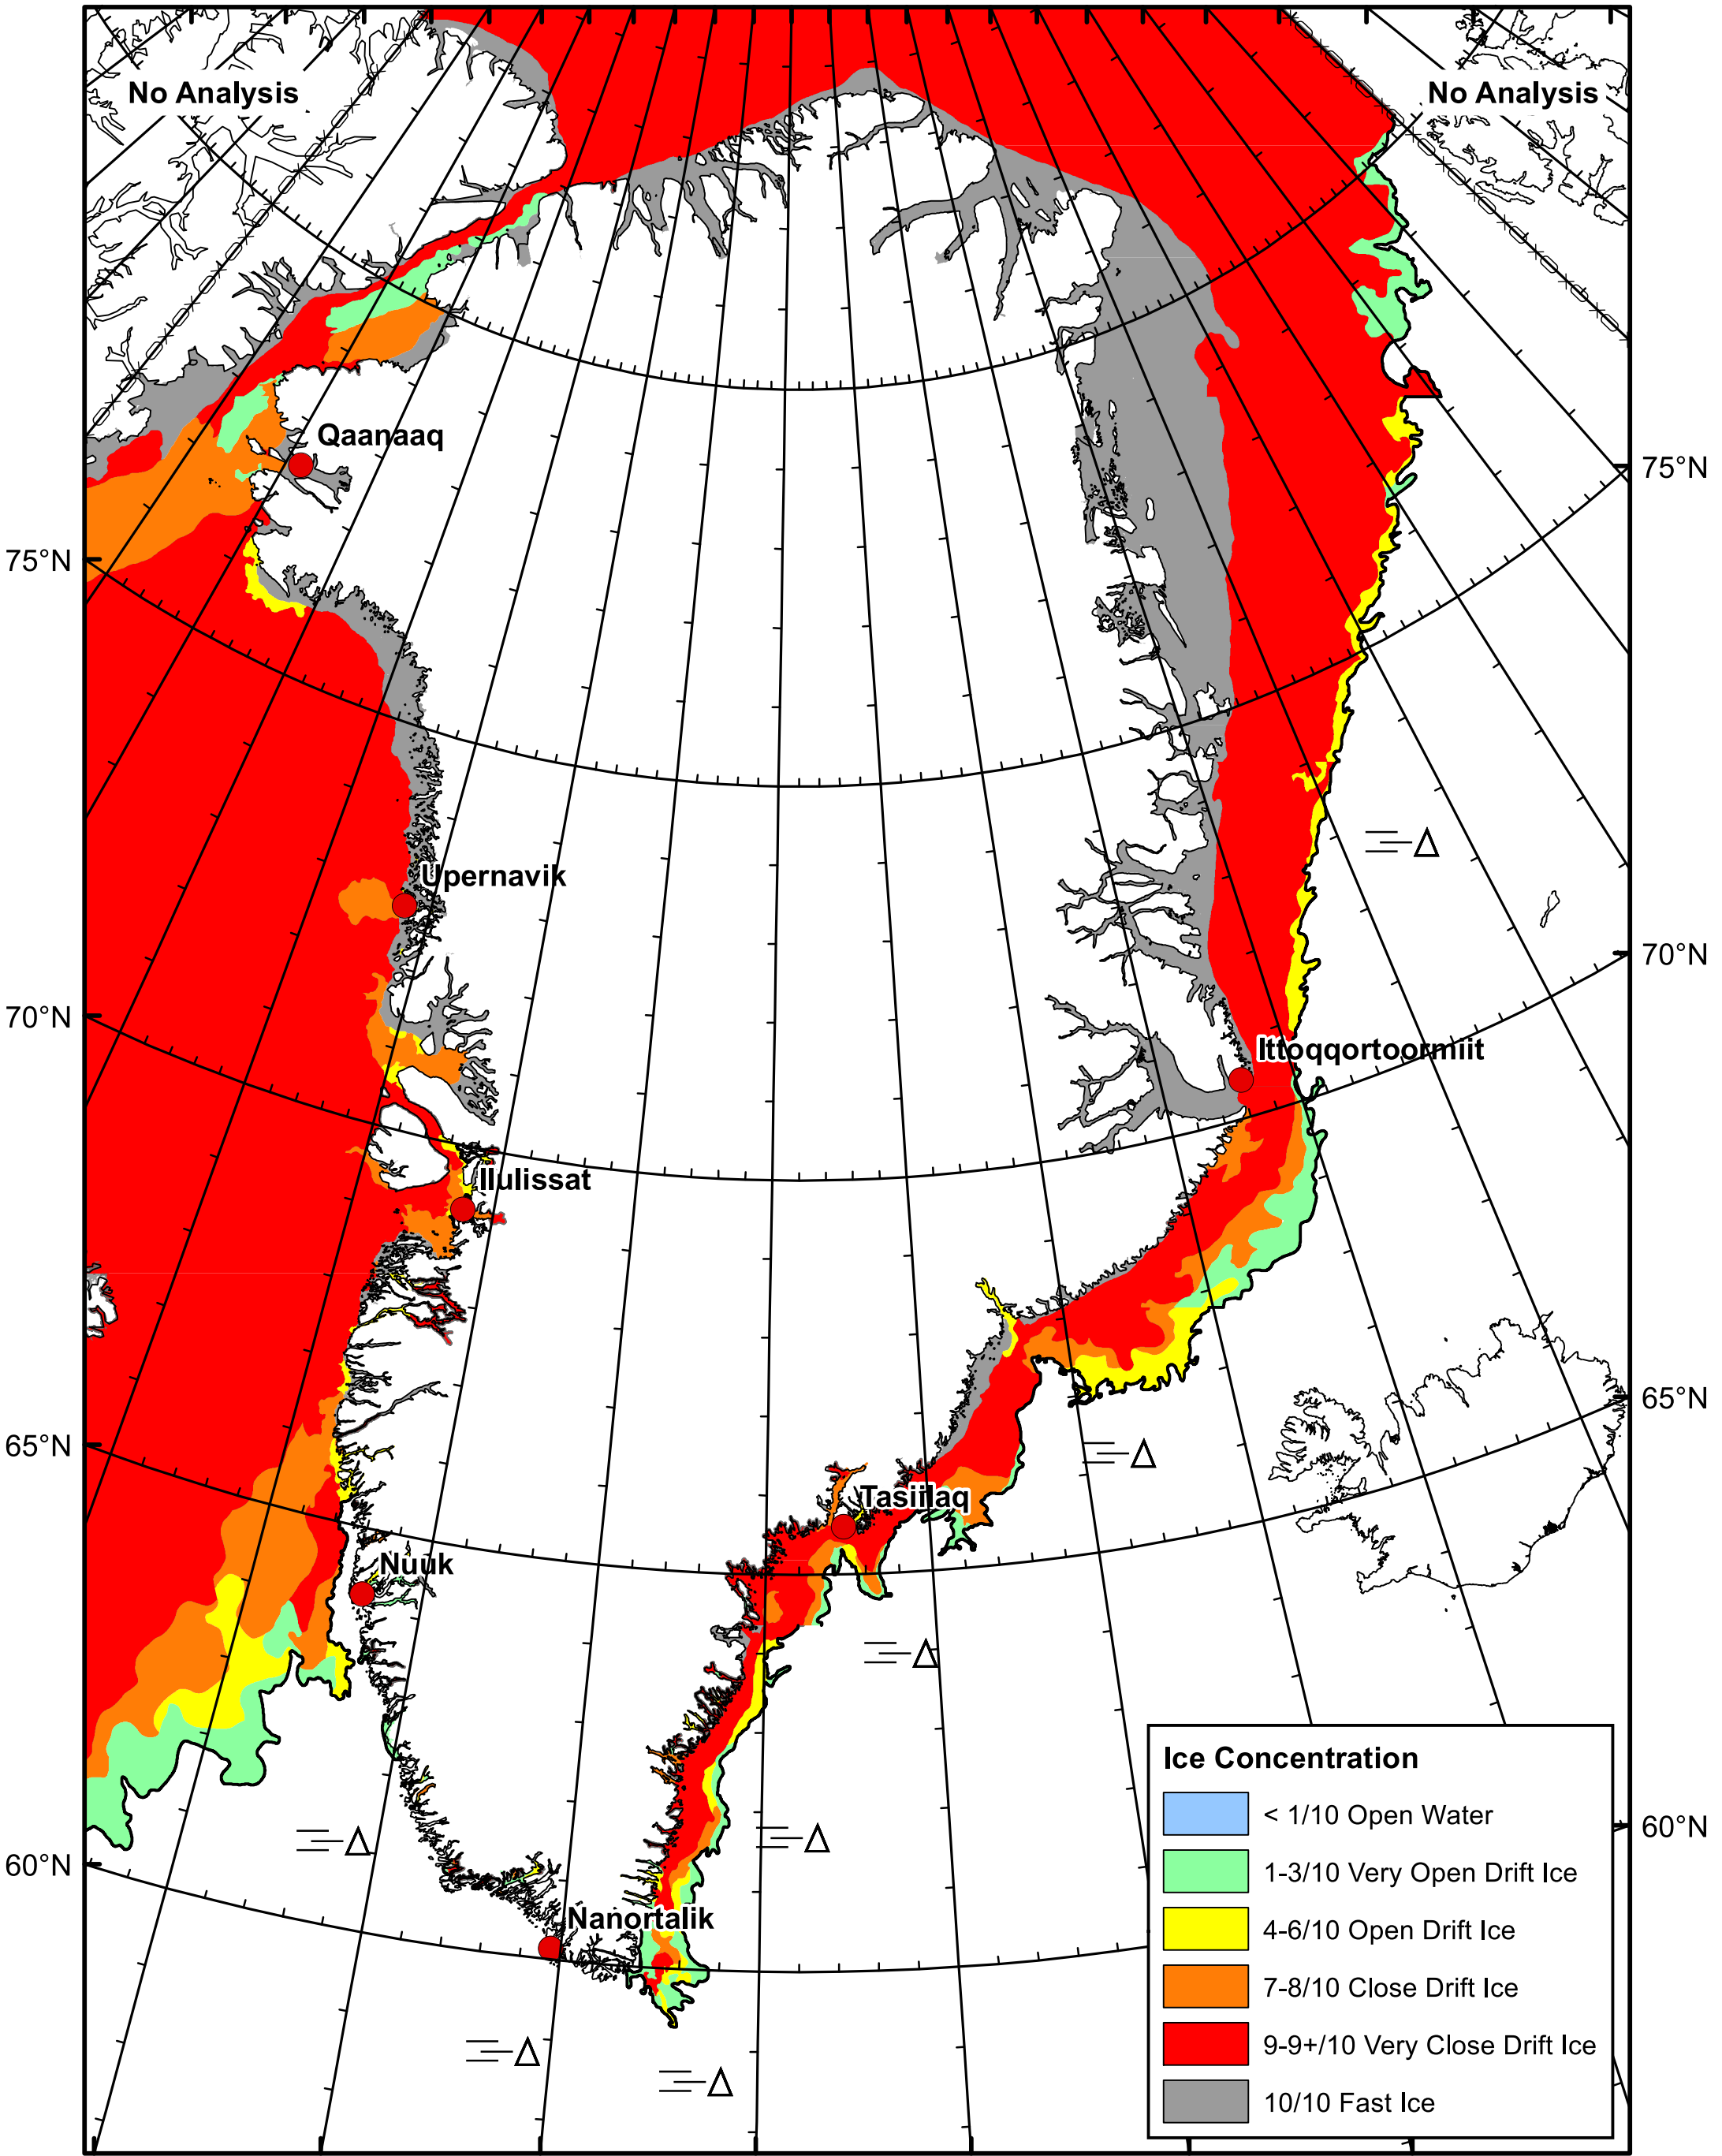 No Analysis
No Analysis
Qaanaaq
75°N
75°N
Upernavik
70°N
70°N
Ittoqqortoormiit
Ilulissat
65°N
65°N
Tasiilaq
Nuuk
Ice Concentration
< 1/10 Open Water
1-3/10 Very Open Drift Ice
4-6/10 Open Drift Ice
7-8/10 Close Drift Ice
9-9+/10 Very Close Drift Ice
10/10 Fast Ice
60°N
60°N
Nanortalik